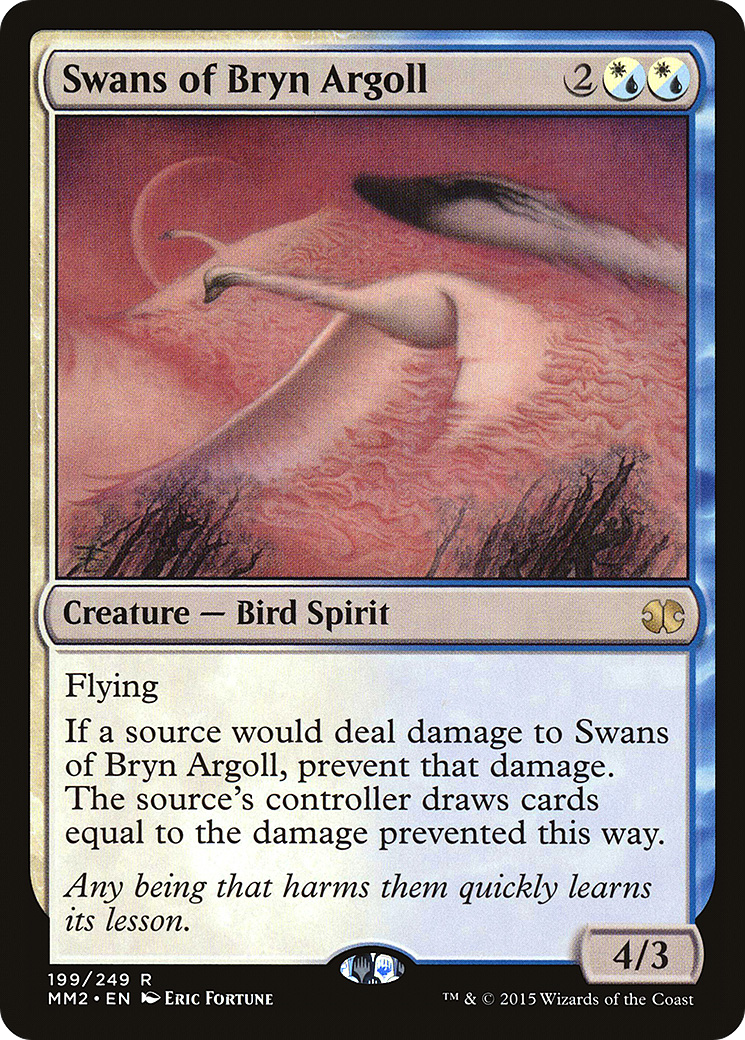 Swans of Bryn Argoll 2
Creature — Bird Spirit
Flying
If a source would deal damage to Swans
of Bryn Argoll, prevent that damage.
The source's controller draws cards
equal to the damage prevented this way.
Any being that harms them quickly learns
its lesson.
4/3
199/249 R
MM2 • EN Eric Fortune
™ & © 2015 Wizards of the Coast